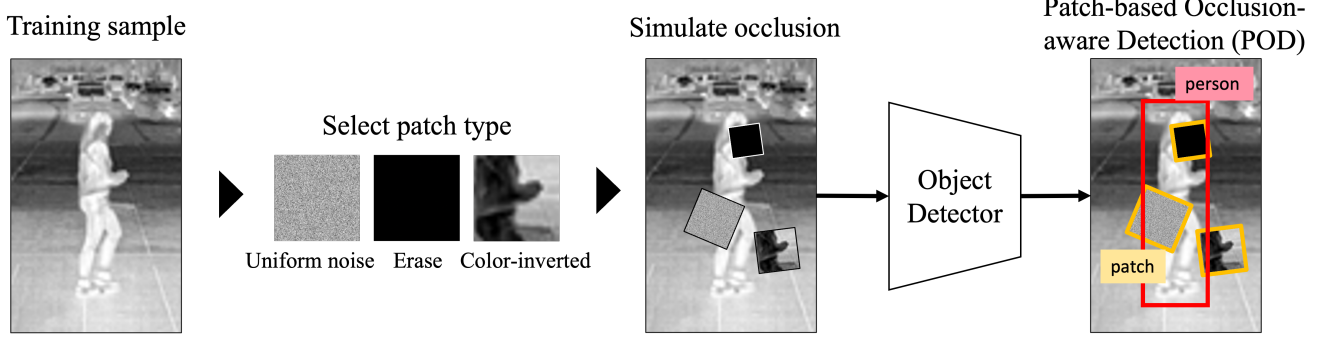 Training sample
Select patch type
Uniform noise
Erase
Color-inverted
Simulate occlusion
Object
Detector
Patch-based Occlusion-
aware Detection (POD)
person
patch